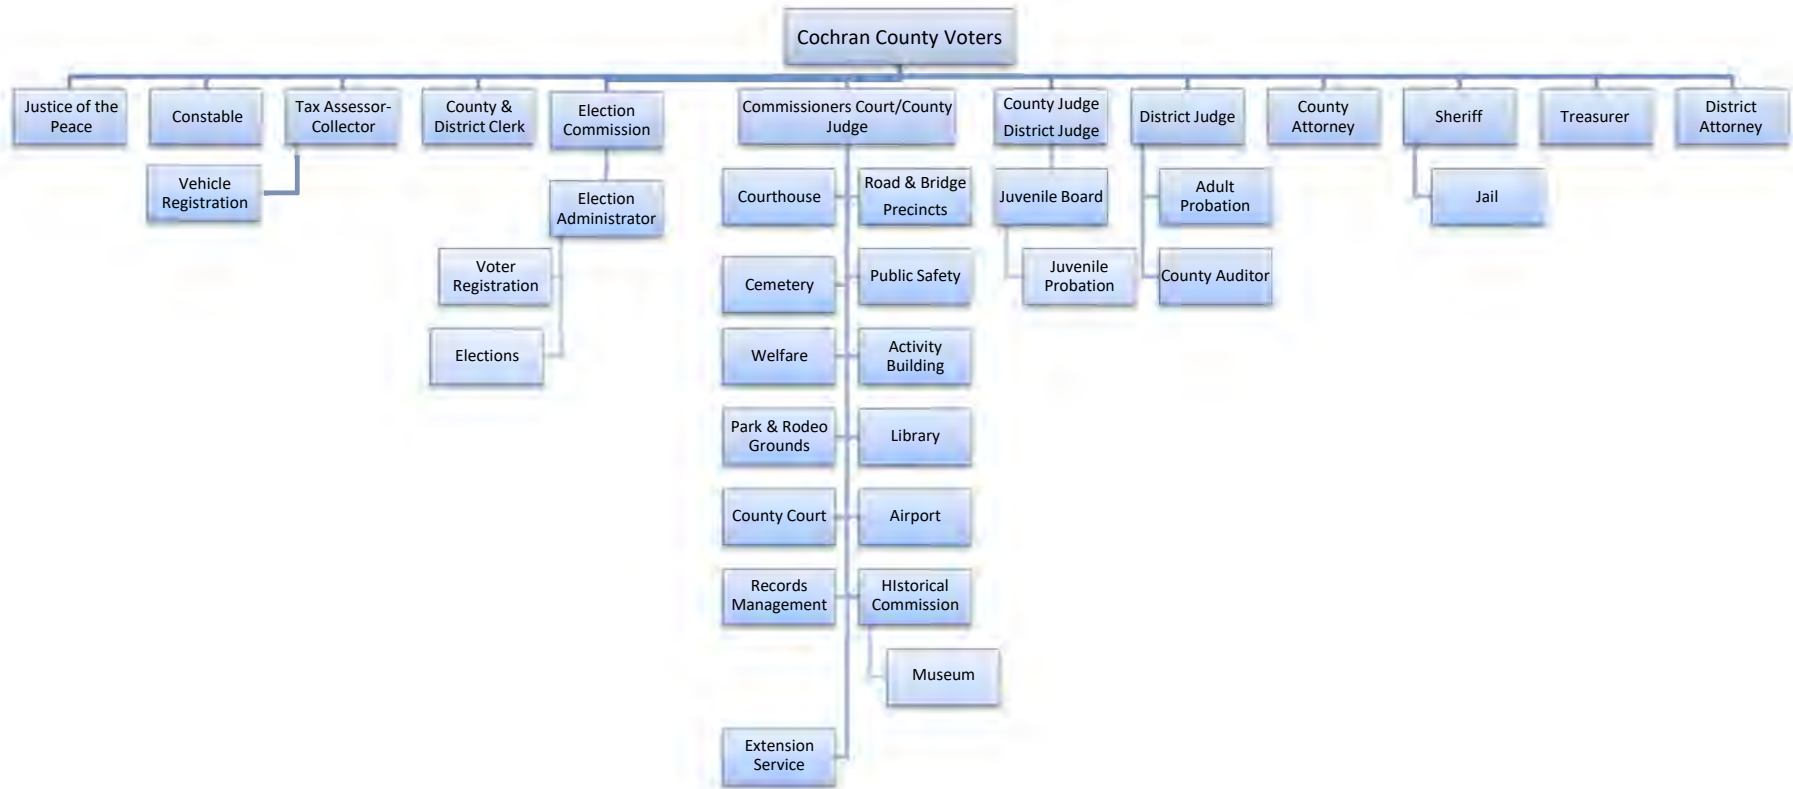 Cochran County Voters
Justice of the
Peace
Constable
Tax Assessor-
Collector
County &
District Clerk
Election
Commission
Commissioners Court/County
Judge
County Judge
District Judge
District Judge
County
Attorney
Sheriff
Treasurer
District
Attorney
Vehicle
Registration
Election
Administrator
Courthouse
Road & Bridge
Precincts
Juvenile Board
Adult
Probation
Jail
Voter
Registration
Cemetery
Public Safety
Juvenile
Probation
County Auditor
Elections
Welfare
Activity
Building
Park & Rodeo
Grounds
Library
County Court
Airport
Records
Management
HIstorical
Commission
Museum
Extension
Service